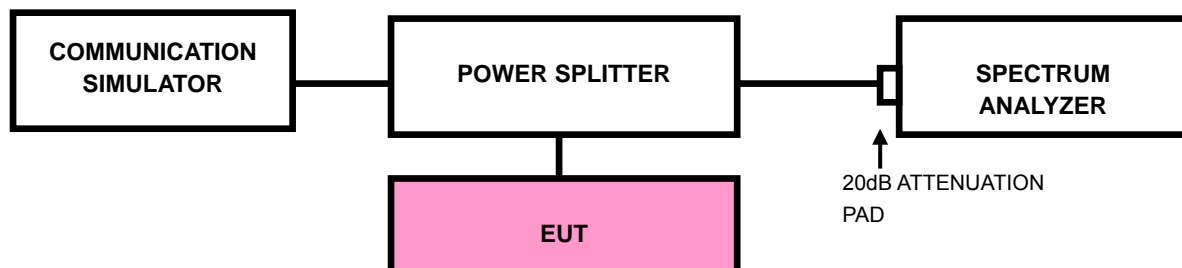 COMMUNICATION
SIMULATOR
POWER SPLITTER
SPECTRUM
ANALYZER
20dB ATTENUATION
PAD
EUT